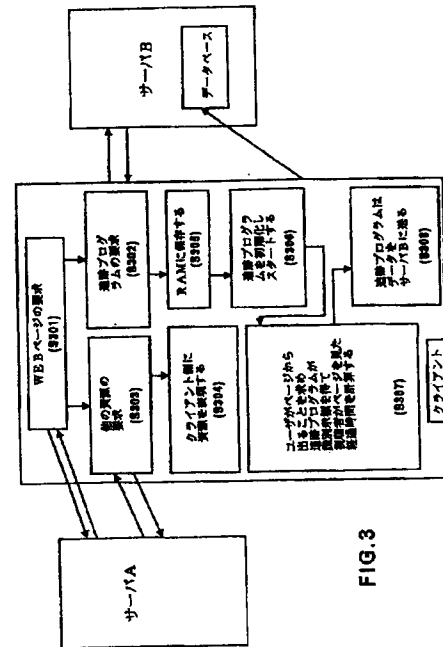 サーバA
WEBページの要求
(S301)
他の資源の
要求
(S303)
追跡プログ
ラムの要求
(S302)
クライアント側に
資源を表現する
(S304)
RAMに保存する
(S305)
追跡プログラ
ムを初期化し
スタートする
(S306)
ユーザがページから
出ることを求め
追跡プログラムが
識別示標を得て
視聴者がページを見た
経過時間を計算する
(S307)
追跡プログラムは
データを
サーバBに送る
(S308)
クライアント
サーバB
データベース
FIG.3